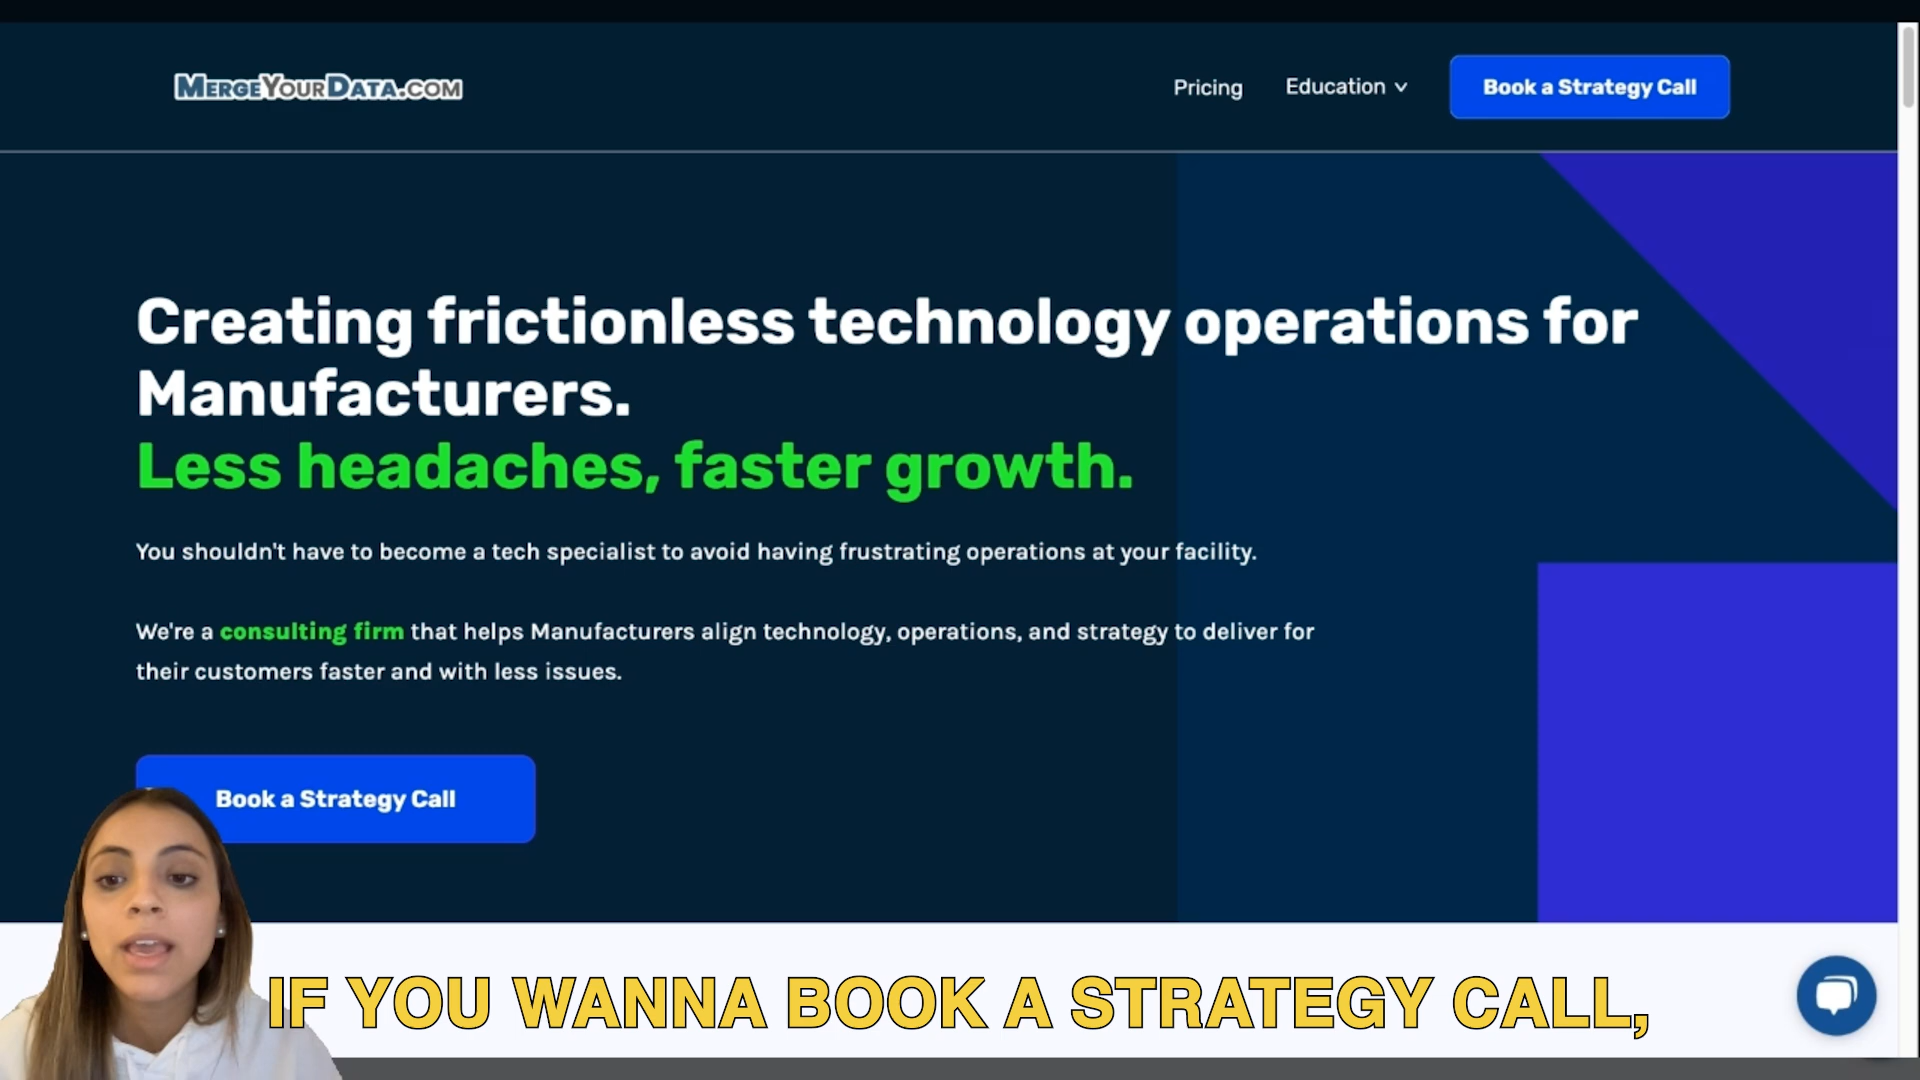 MERGEYOURDATA.COM
Pricing
Education
Book a Strategy Call
Creating frictionless technology operations for
Manufacturers.
Less headaches, faster growth.
You shouldn't have to become a tech specialist to avoid having frustrating operations at your facility.
We're a consulting firm that helps Manufacturers align technology, operations, and strategy to deliver for
their customers faster and with less issues.
Book a Strategy Call
IF YOU WANNA BOOK A STRATEGY CALL,